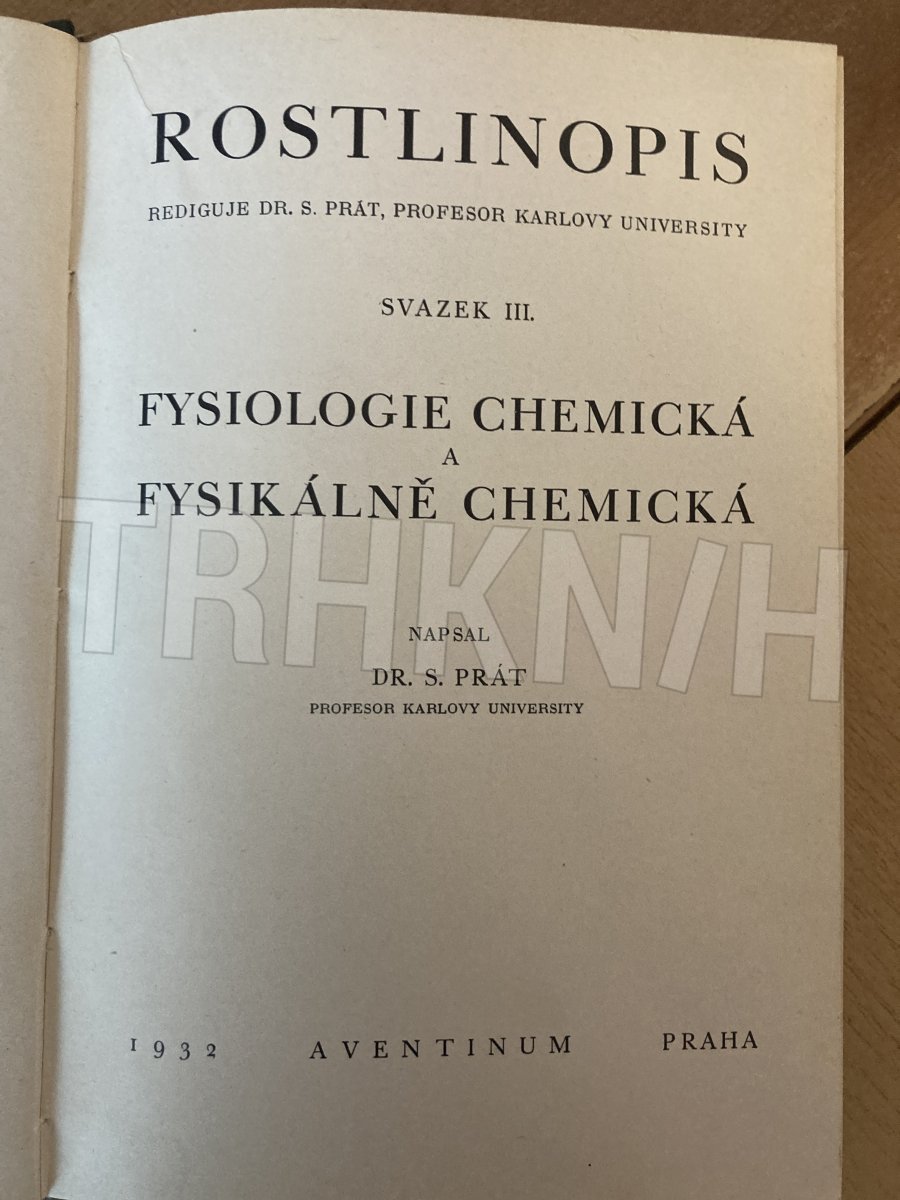 ROSTLINOPIS
REDIGUJE DR. S. PRÁT, PROFESOR KARLOVY UNIVERSITY
SVAZEK III.
FYSIOLOGIE CHEMICKÁ
A
FYSIKÁLNĚ CHEMICKÁ
TRHKN/H
NAPSAL
DR. S. PRÁT
PROFESOR KARLOVY UNIVERSITY
1932 AVENTINUM PRAHA